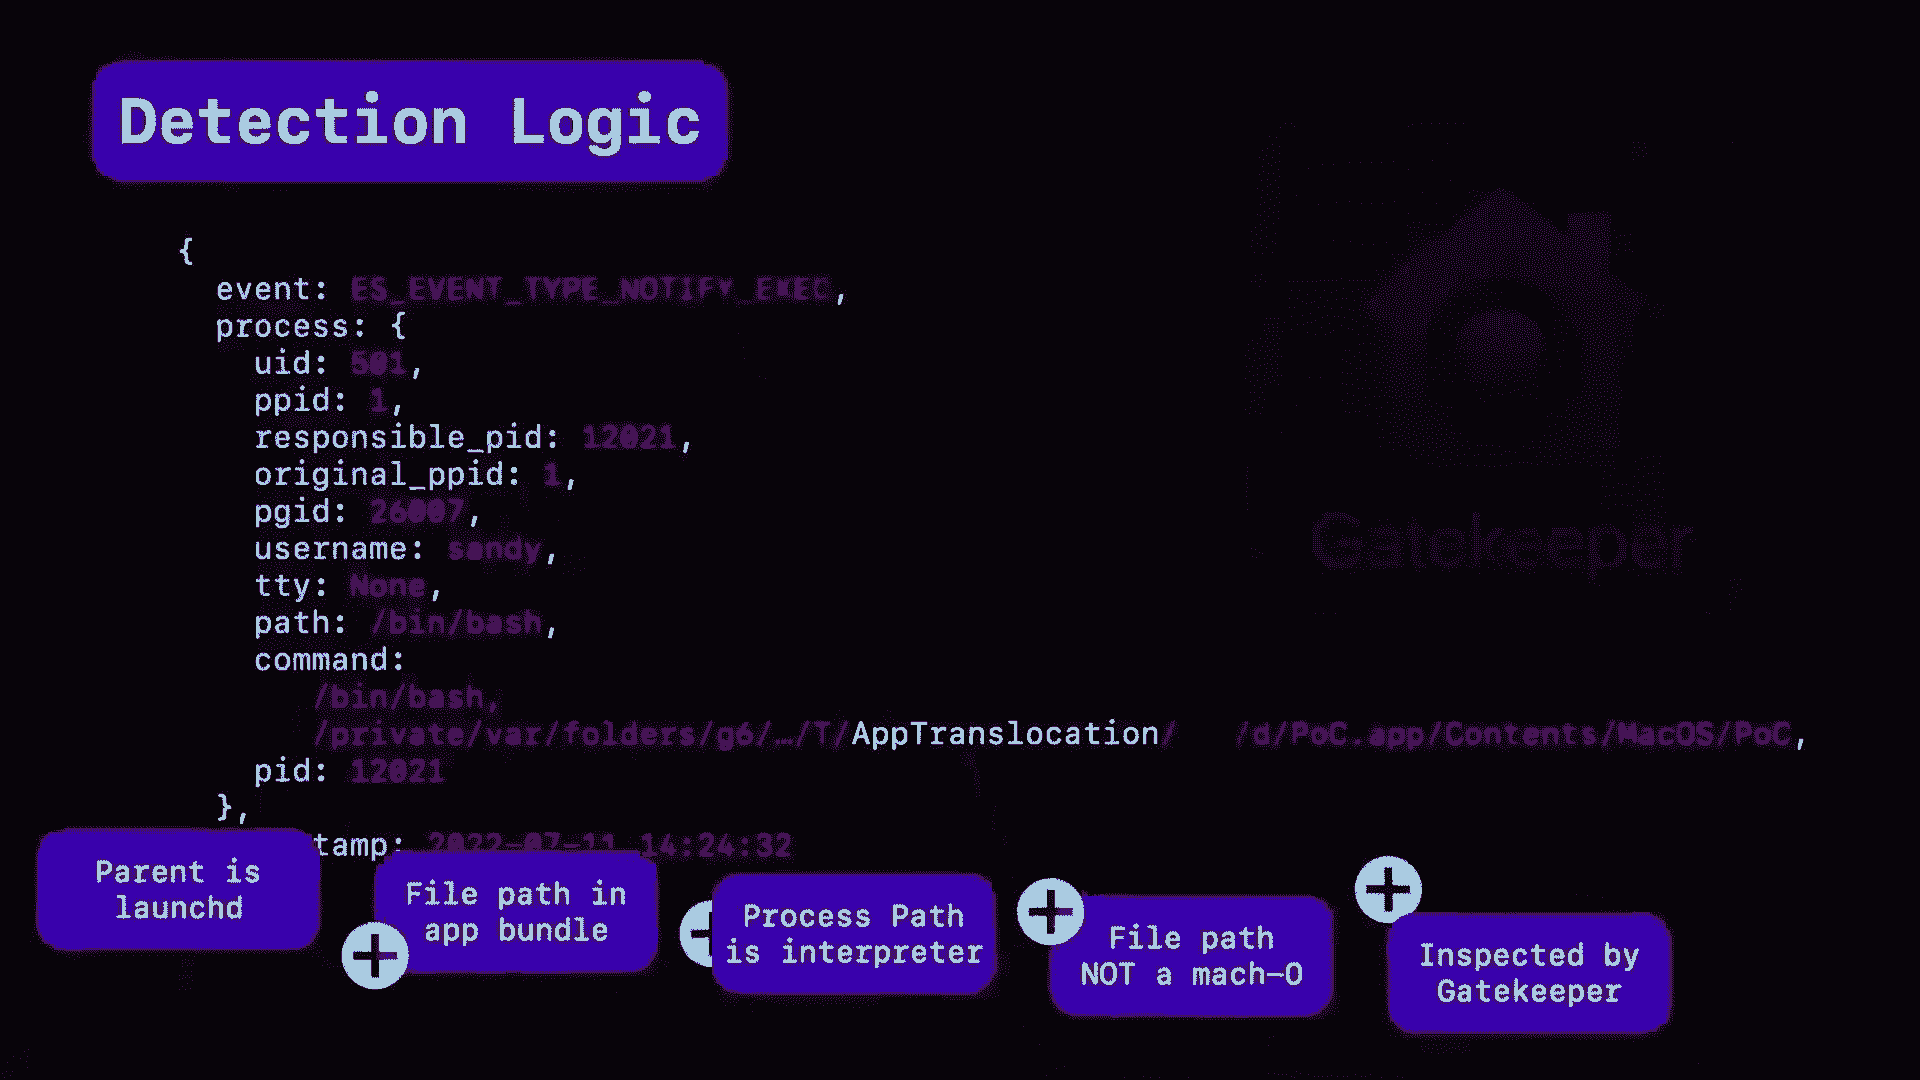 Detection Logic
{
event: ES_EVENT_TYPE_NOTIFY_EXEC,
process: {
uid: 501,
ppid: 1,
responsible_pid: 12021,
original_ppid: 1,
pgid: 26007,
username: sandy,
tty: None,
path: /bin/bash,
command:
/bin/bash,
/private/var/folders/g6/…/T/AppTranslocation/ /d/PoC.app/Contents/MacOS/PoC,
pid: 12021
},
tamp: 2022-07-11 14:24:32
Gatekeeper
Parent is
launchd
File path in
app bundle
Process Path
is interpreter
File path
NOT a mach-O
Inspected by
Gatekeeper